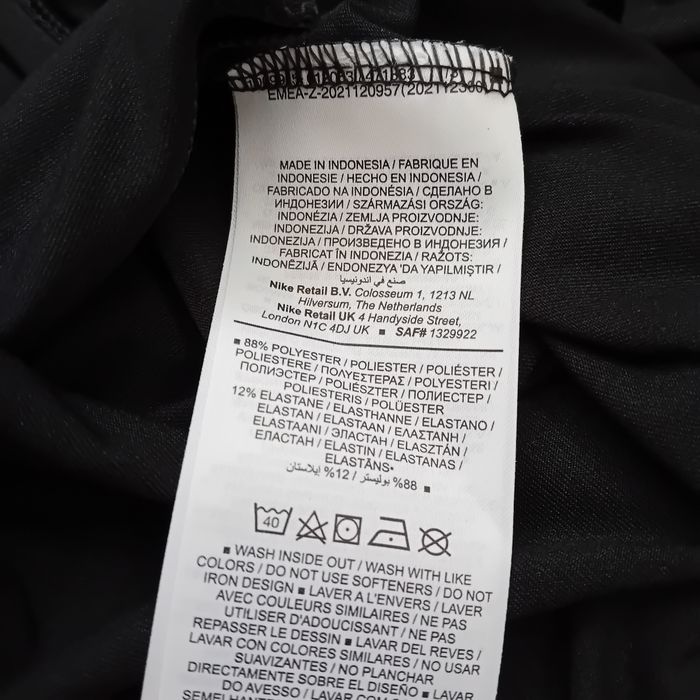 EMEA-Z-2021120957(202112
MADE IN INDONESIA / FABRIQUE EN
INDONESIE / HECHO EN INDONESIA /
FABRICADO NA INDONÉSIA / СДЕЛАНО В
ИНДОНЕЗИИ / SZÁRMAZÁSI ORSZÁG:
INDONÉZIA / ZEMLJA PROIZVODNJE:
INDONEZIJA / DRŽAVA PROIZVODNJE:
INDONEZIJA / ПРОИЗВЕДЕНО В ИНДОНЕЗИЯ /
FABRICAT ÎN INDONEZIA / RAŽOTS:
INDONĒZIJĀ / ENDONEZYA 'DA YAPILMIŞTIR /
صنع في اندونيسيا
Nike Retail B.V. Colosseum 1, 1213 NL
Hilversum, The Netherlands
Nike Retail UK 4 Handyside Street,
London N1C 4DJ UK ■ SAF# 1329922
■ 88% POLYESTER / POLIESTER / POLIÉSTER /
POLIESTERE / ΠΟΛΥΕΣΤΕΡΑΣ / POLYESTERI /
ПОЛИЭСТЕР / POLIÉSZTER / ПОЛИЕСТЕР /
POLIESTERIS / POLÜESTER
12% ELASTANE / ELASTHANNE / ELASTANO /
ELASTAN / ELASTAAN / ΕΛΑΣΤΑΝΗ /
ELASTAANI / ЭЛАСТАН / ELASZTÁN /
ЕЛАСТАН / ELASTIN / ELASTANAS /
ELASTĀNS*
88% بوليستر / 12% إيلاستان ■
40
■ WASH INSIDE OUT / WASH WITH LIKE
COLORS / DO NOT USE SOFTENERS / DO NOT
IRON DESIGN ■ LAVER A L'ENVERS / LAVER
AVEC COULEURS SIMILAIRES / NE PAS
UTILISER D'ADOUCISSANT / NE PAS
REPASSER LE DESSIN ■ LAVAR DEL REVES /
LAVAR CON COLORES SIMILARES / NO USAR
SUAVIZANTES / NO PLANCHAR
DIRECTAMENTE SOBRE EL DISEÑO ■ LAVAR
DO AVESSO / LAVAR COM